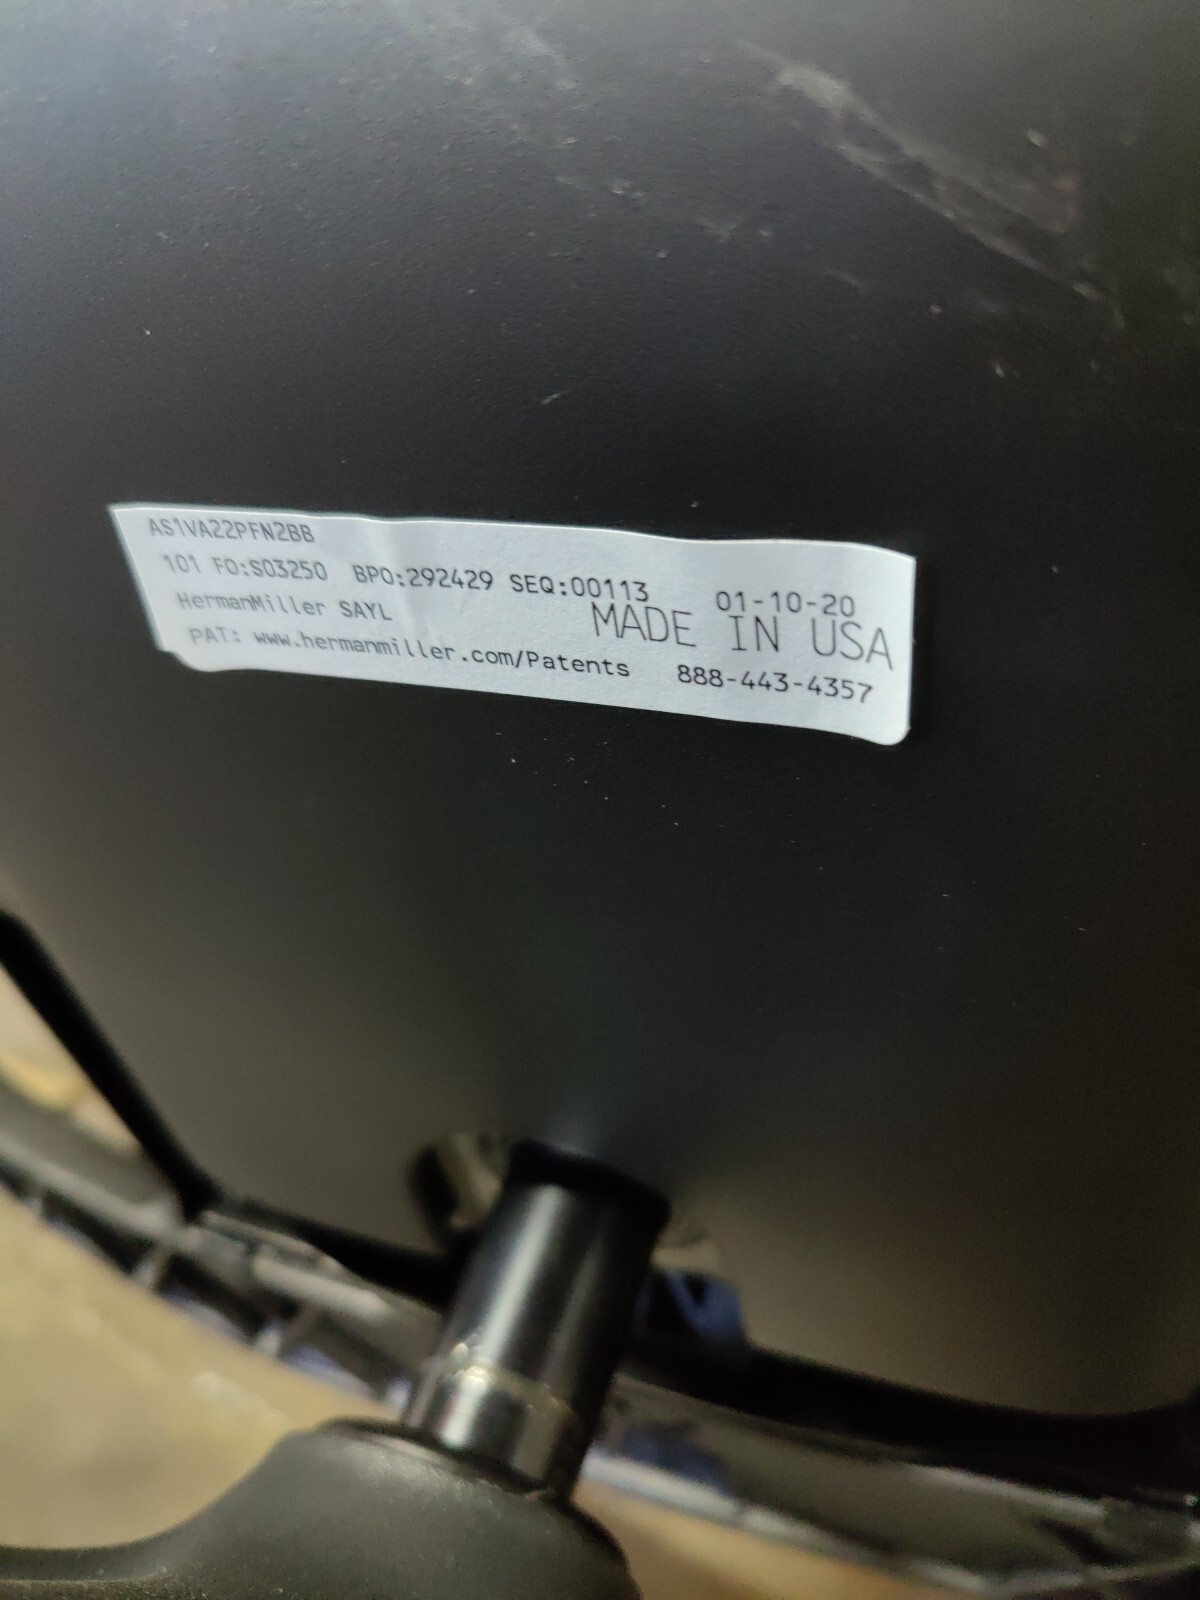 AS1VA22PFN2BB
101 FO:S03250 BPO:292429 SEQ:00113 01-10-20
HermanMiller SAYL MADE IN USA
PAT: www.hermanmiller.com/Patents 888-443-4357